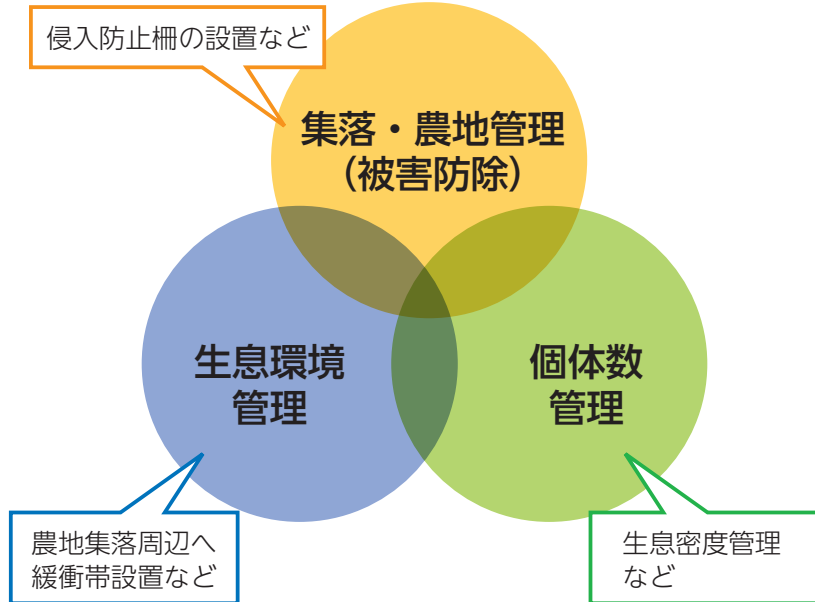 侵入防止柵の設置など
集落・農地管理
（被害防除）
生息環境
管理
個体数
管理
農地集落周辺へ
緩衝帯設置など
生息密度管理
など